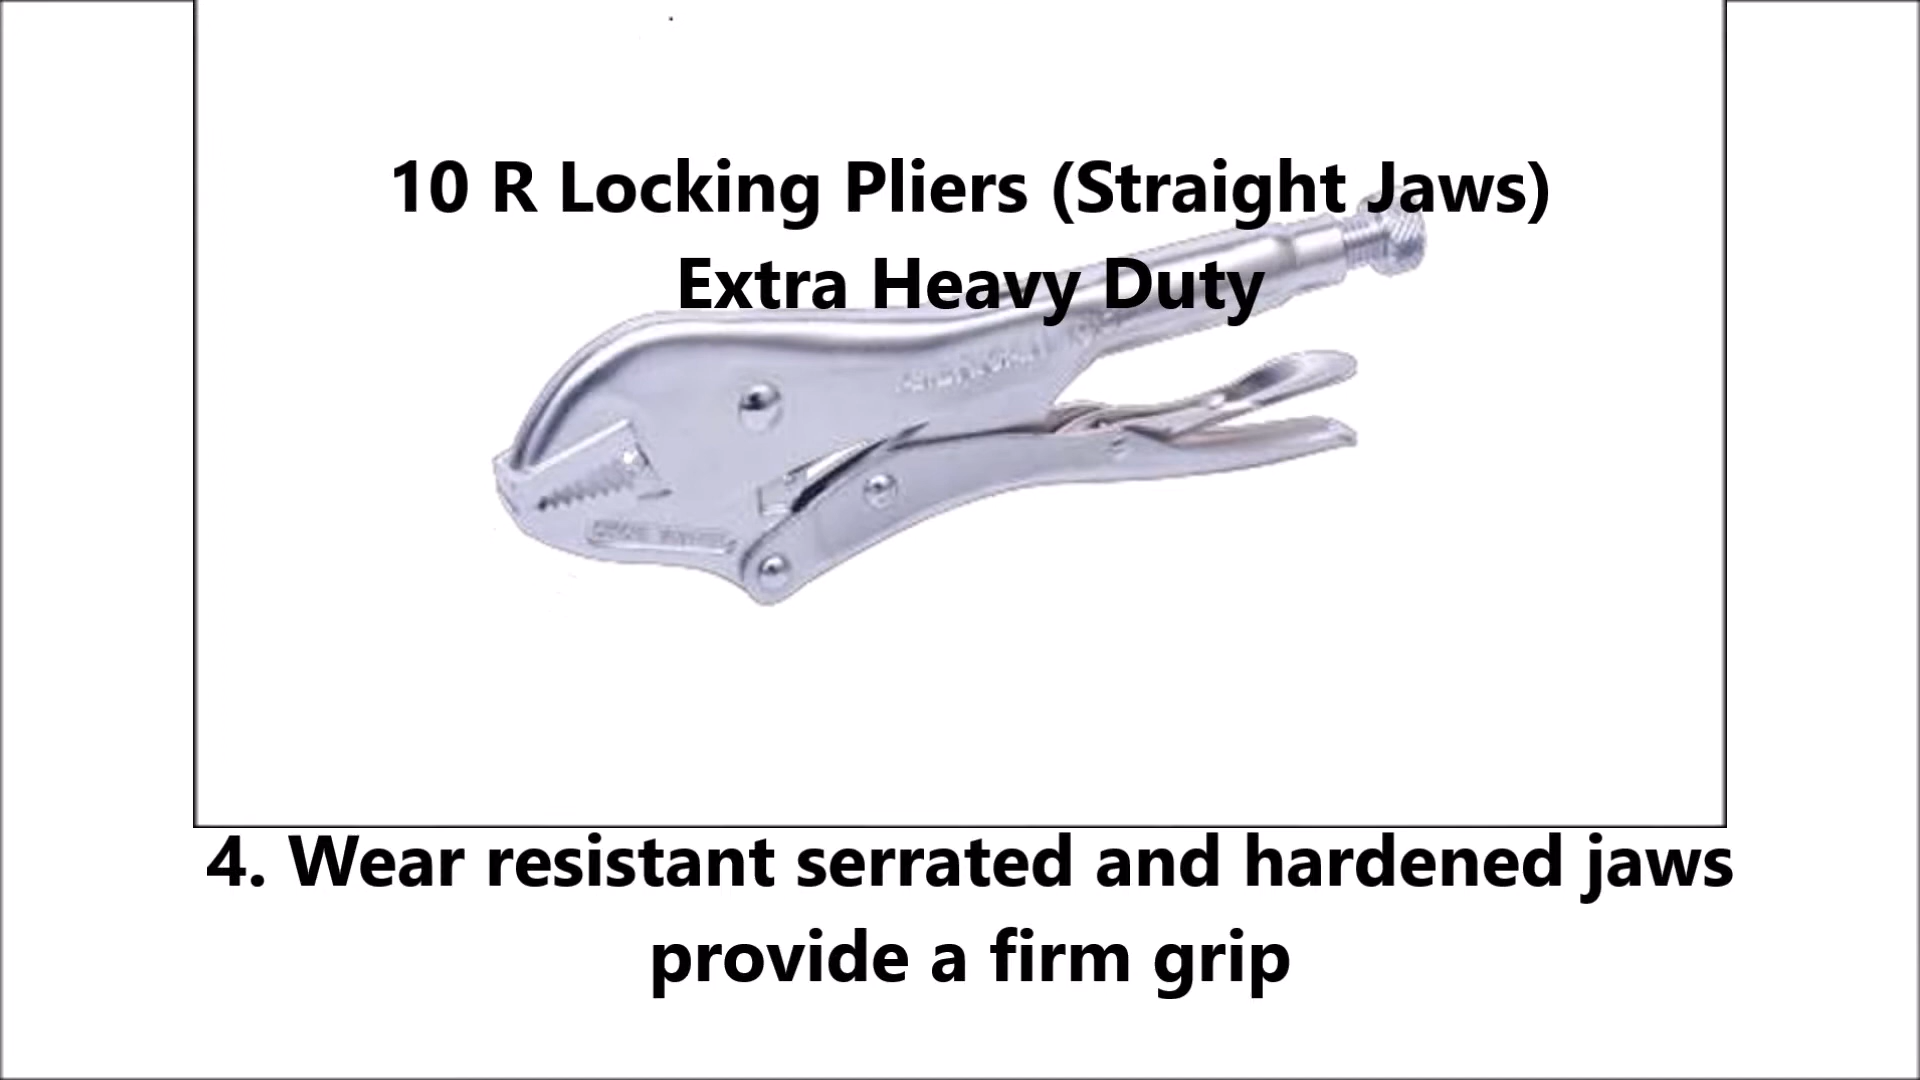 10 R Locking Pliers (Straight Jaws)
Extra Heavy Duty
4. Wear resistant serrated and hardened jaws
provide a firm grip